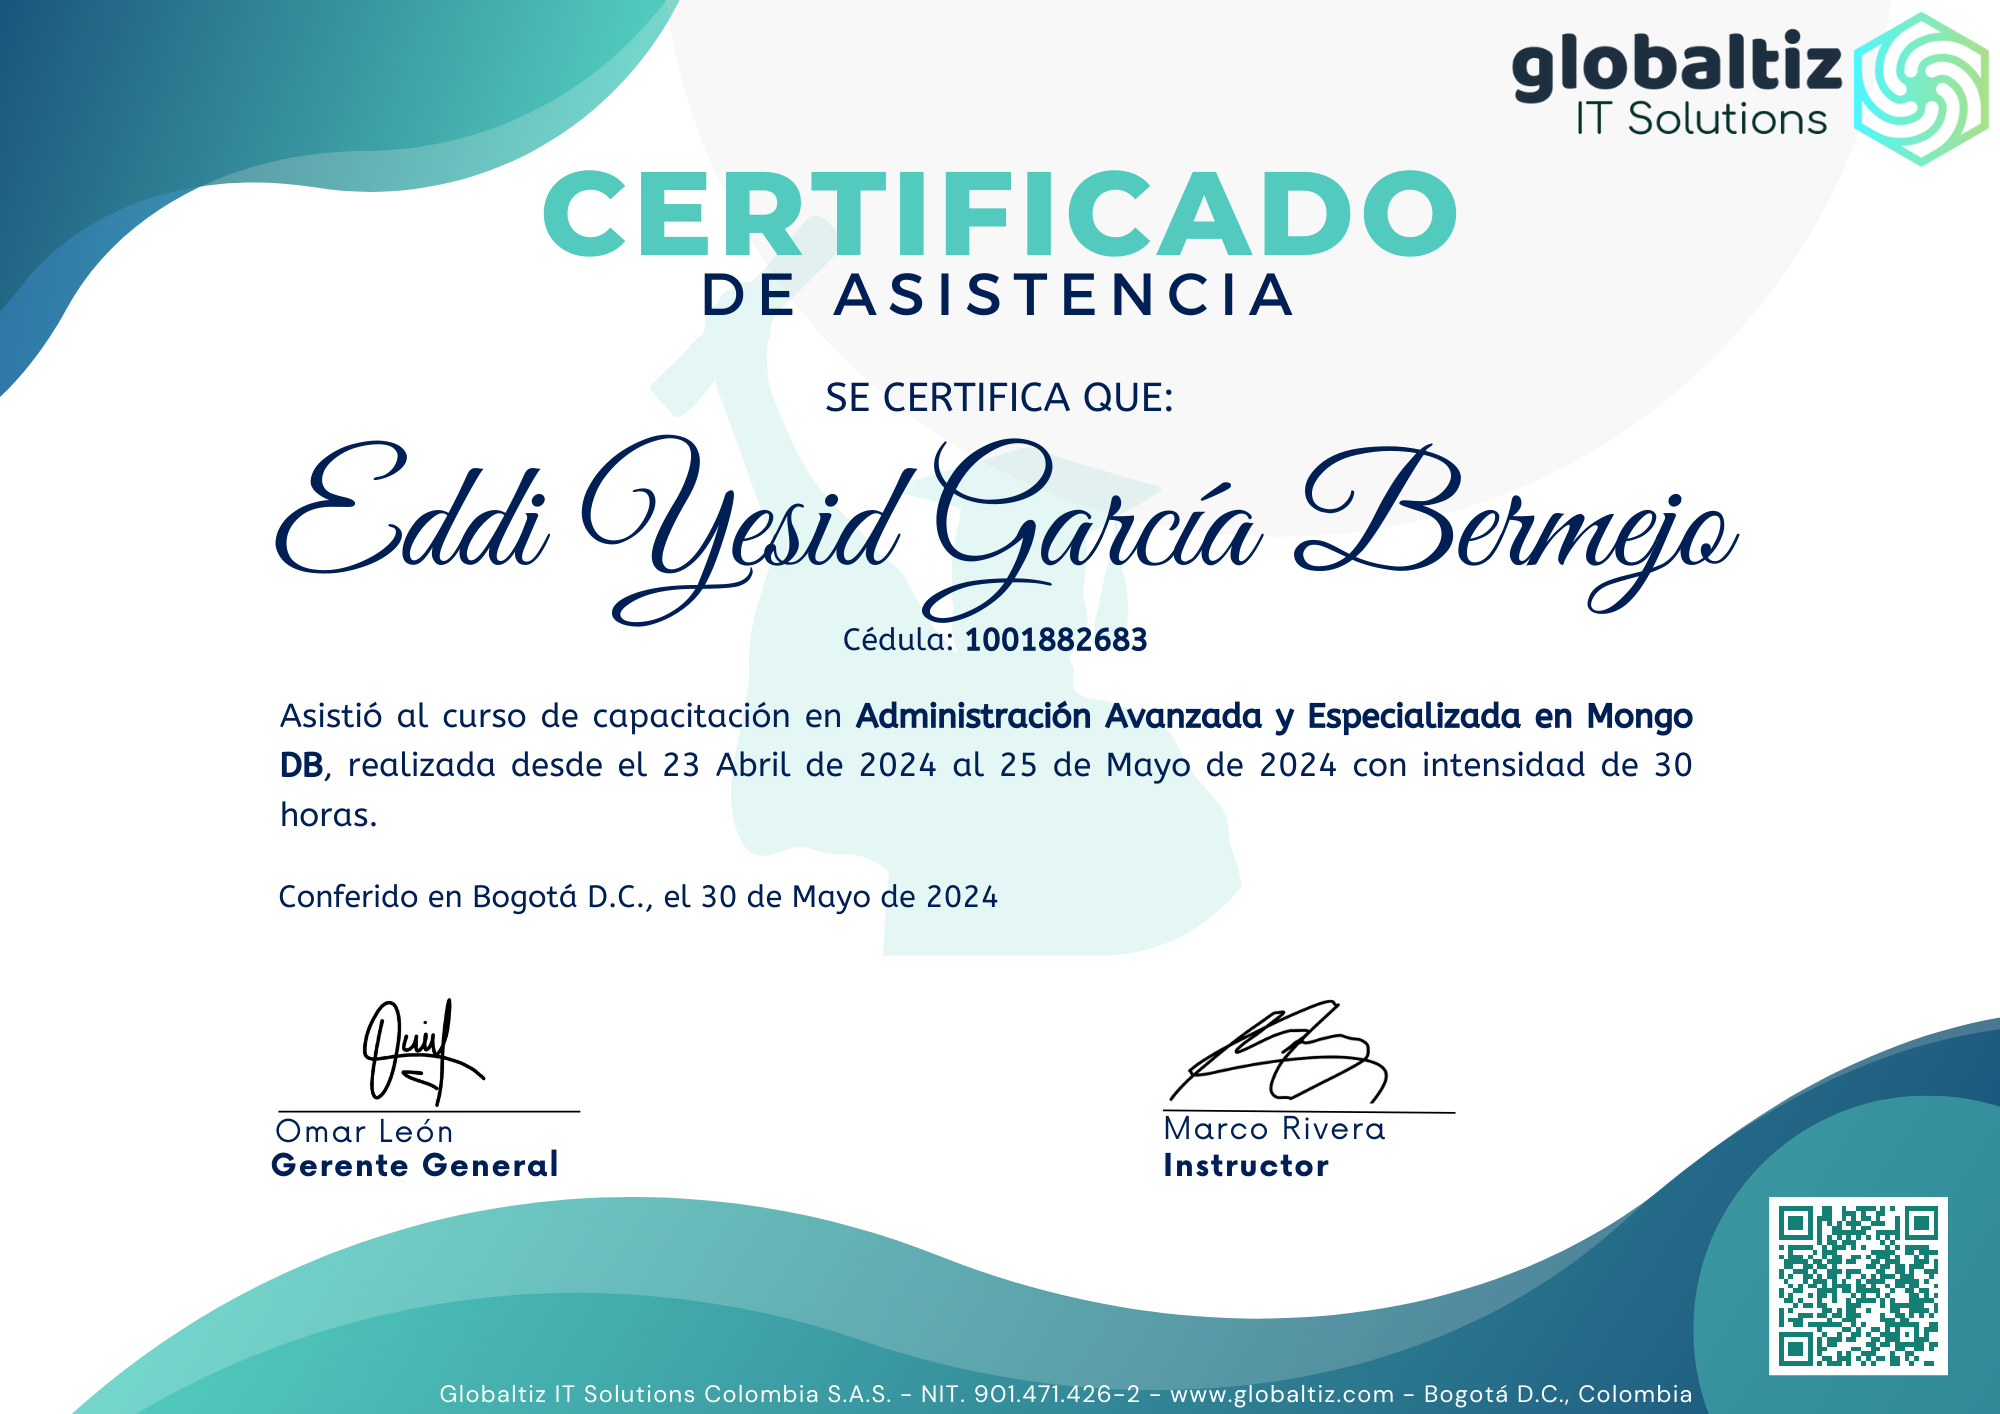 globaltiz
IT Solutions
CERTIFICADO
DE ASISTENCIA
SE CERTIFICA QUE:
Eddi Yesid García Bermejo
Cédula: 1001882683
Asistió al curso de capacitación en Administración Avanzada y Especializada en Mongo
DB, realizada desde el 23 Abril de 2024 al 25 de Mayo de 2024 con intensidad de 30
horas.
Conferido en Bogotá D.C., el 30 de Mayo de 2024
Omar León
Gerente General
Marco Rivera
Instructor
Globaltiz IT Solutions Colombia S.A.S. - NIT. 901.471.426-2 - www.globaltiz.com - Bogotá D.C., Colombia